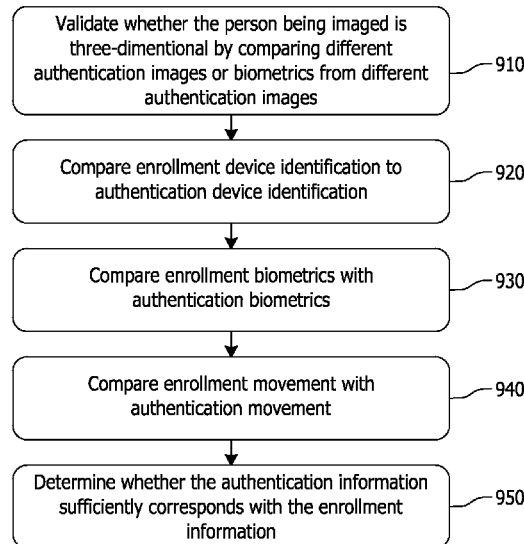 Validate whether the person being imaged is
three-dimentional by comparing different
authentication images or biometrics from different
authentication images
910
Compare enrollment device identification to
authentication device identification
920
Compare enrollment biometrics with
authentication biometrics
930
Compare enrollment movement with
authentication movement
940
Determine whether the authentication information
sufficiently corresponds with the enrollment
information
950